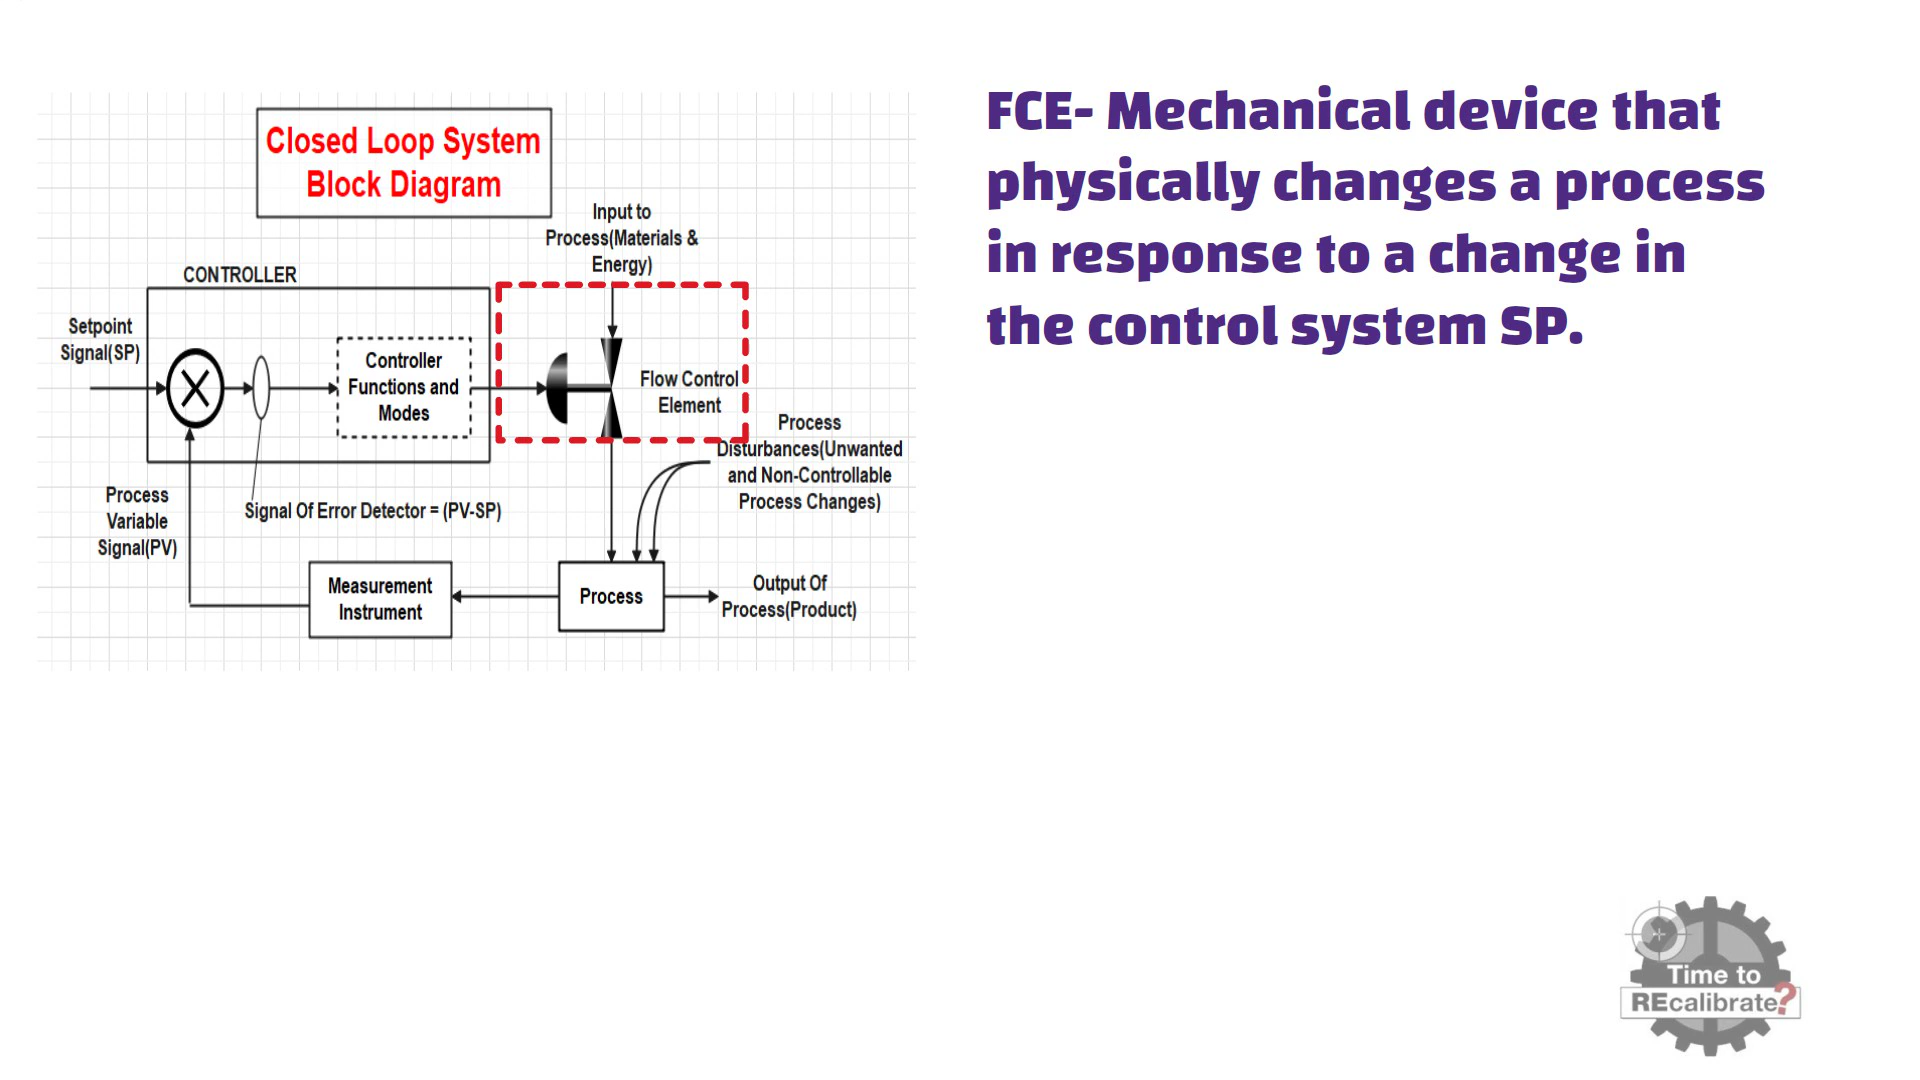 Closed Loop System
Block Diagram
FCE- Mechanical device that
physically changes a process
in response to a change in
the control system SP.
Input to
Process(Materials &
Energy)
CONTROLLER
Setpoint
Signal(SP)
Controller
Functions and
Modes
Flow Control
Element
Process
Disturbances(Unwanted
and Non-Controllable
Process Changes)
Process
Variable
Signal(PV)
Signal Of Error Detector = (PV-SP)
Measurement
Instrument
Process
Output Of
Process(Product)
Time to
REcalibrate?